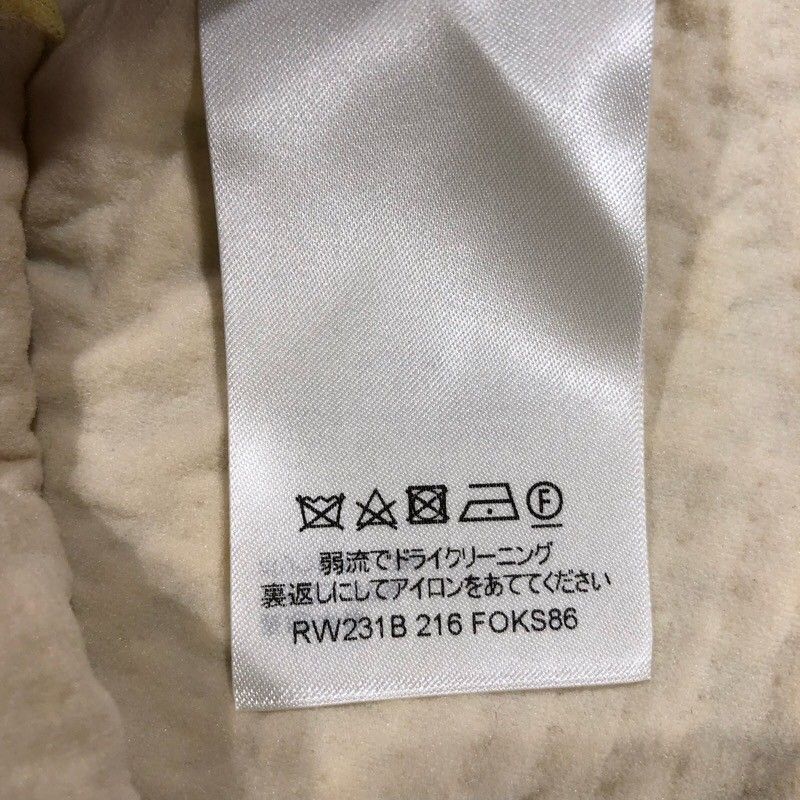 F
弱流でドライクリーニング
裏返しにしてアイロンをあててください
RW231B 216 FOKS86